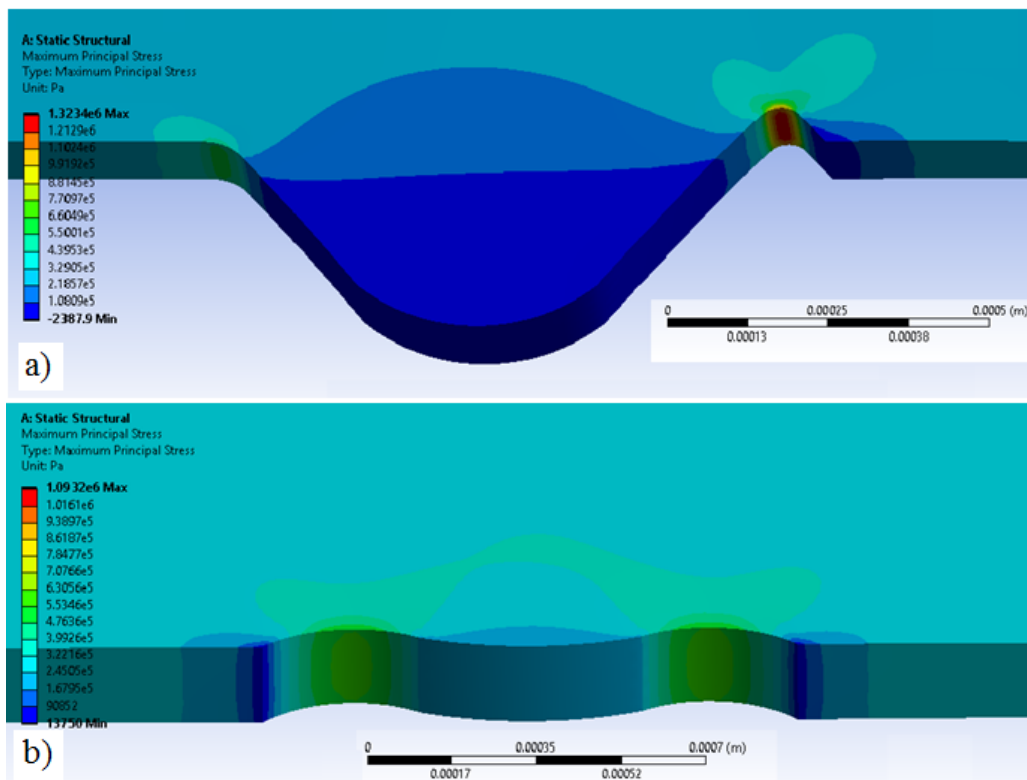 A: Static Structural
Maximum Principal Stress
Type: Maximum Principal Stress
Unit: Pa
1.3234e6 Max
1.2129e6
1.1024e6
9.9192e5
8.8145e5
7.7097e5
6.6049e5
5.5001e5
4.3953e5
3.2905e5
2.1857e5
1.0809e5
-2387.9 Min
0 0.00025 0.0005 (m)
0.00013 0.00038
a)
A: Static Structural
Maximum Principal Stress
Type: Maximum Principal Stress
Unit: Pa
1.0932e6 Max
1.0161e6
9.3897e5
8.6187e5
7.8477e5
7.0766e5
6.3056e5
5.5346e5
4.7636e5
3.9926e5
3.2216e5
2.4505e5
1.6795e5
90852
13750 Min
b)
0 0.00035 0.0007 (m)
0.00017 0.00052